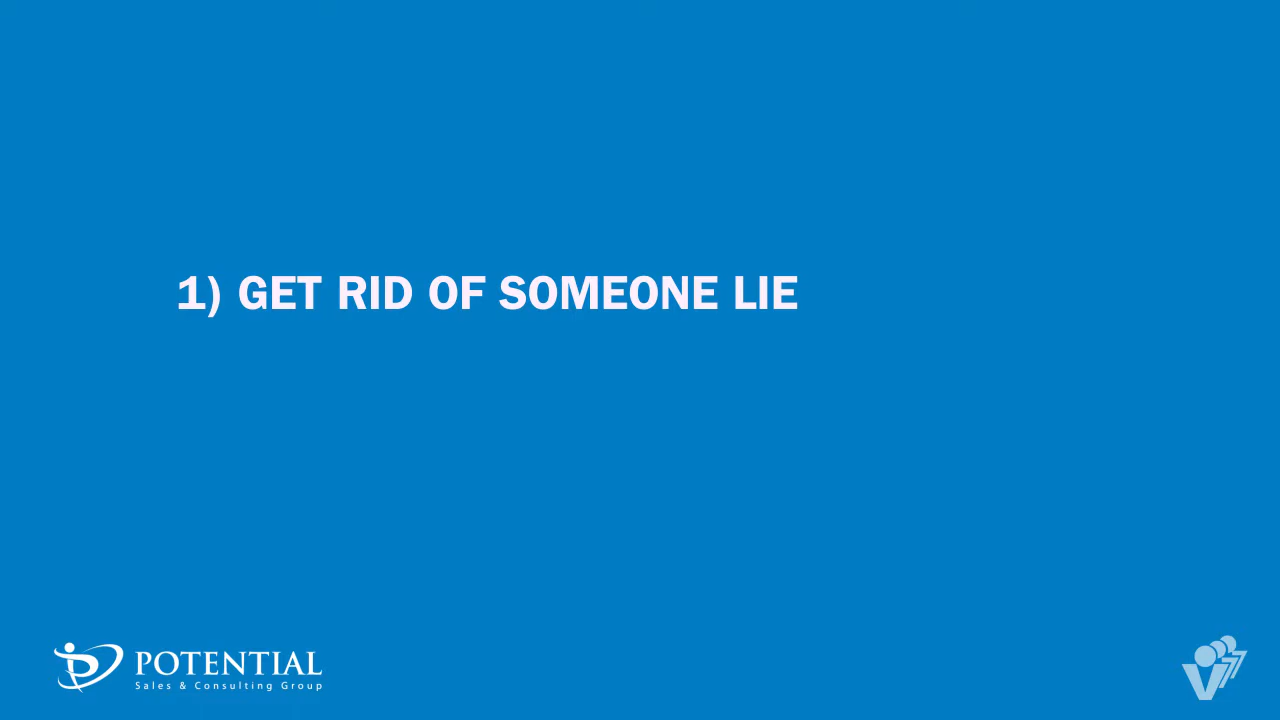 1) GET RID OF SOMEONE LIE
POTENTIAL
Sales & Consulting Group